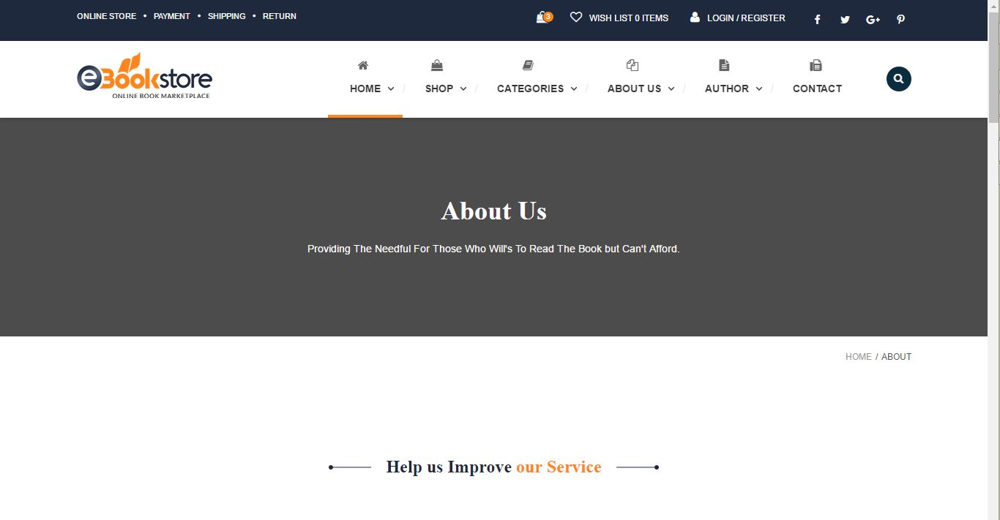 ONLINE STORE • PAYMENT • SHIPPING • RETURN
3
WISH LIST 0 ITEMS
LOGIN / REGISTER
G+
eBookstore
ONLINE BOOK MARKETPLACE
HOME / SHOP / CATEGORIES / ABOUT US / AUTHOR / CONTACT
About Us
Providing The Needful For Those Who Will's To Read The Book but Can't Afford.
HOME / ABOUT
Help us Improve our Service